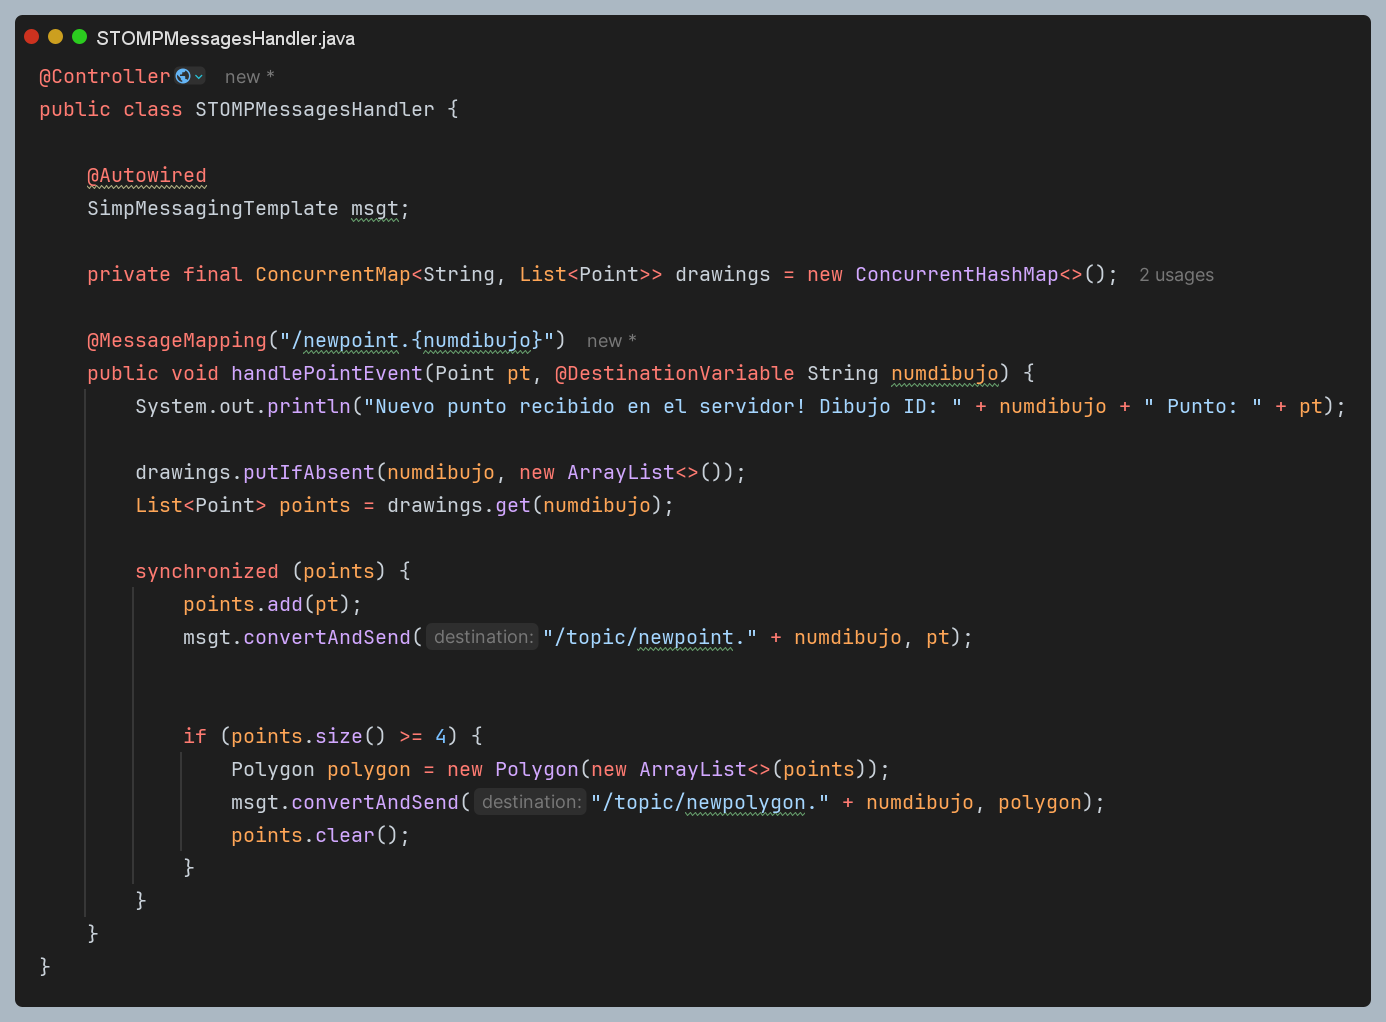 STOMPMessagesHandler.java
@Controller new *
public class STOMPMessagesHandler {
@Autowired
SimpMessagingTemplate msgt;
private final ConcurrentMap<String, List<Point>> drawings = new ConcurrentHashMap<>(); 2 usages
@MessageMapping("/newpoint.{numdibujo}") new *
public void handlePointEvent(Point pt, @DestinationVariable String numdibujo) {
System.out.println("Nuevo punto recibido en el servidor! Dibujo ID: " + numdibujo + " Punto: " + pt);
drawings.putIfAbsent(numdibujo, new ArrayList<>());
List<Point> points = drawings.get(numdibujo);
synchronized (points) {
points.add(pt);
msgt.convertAndSend( destination: "/topic/newpoint." + numdibujo, pt);
if (points.size() >= 4) {
Polygon polygon = new Polygon(new ArrayList<>(points));
msgt.convertAndSend( destination: "/topic/newpolygon." + numdibujo, polygon);
points.clear();
}
}
}
}